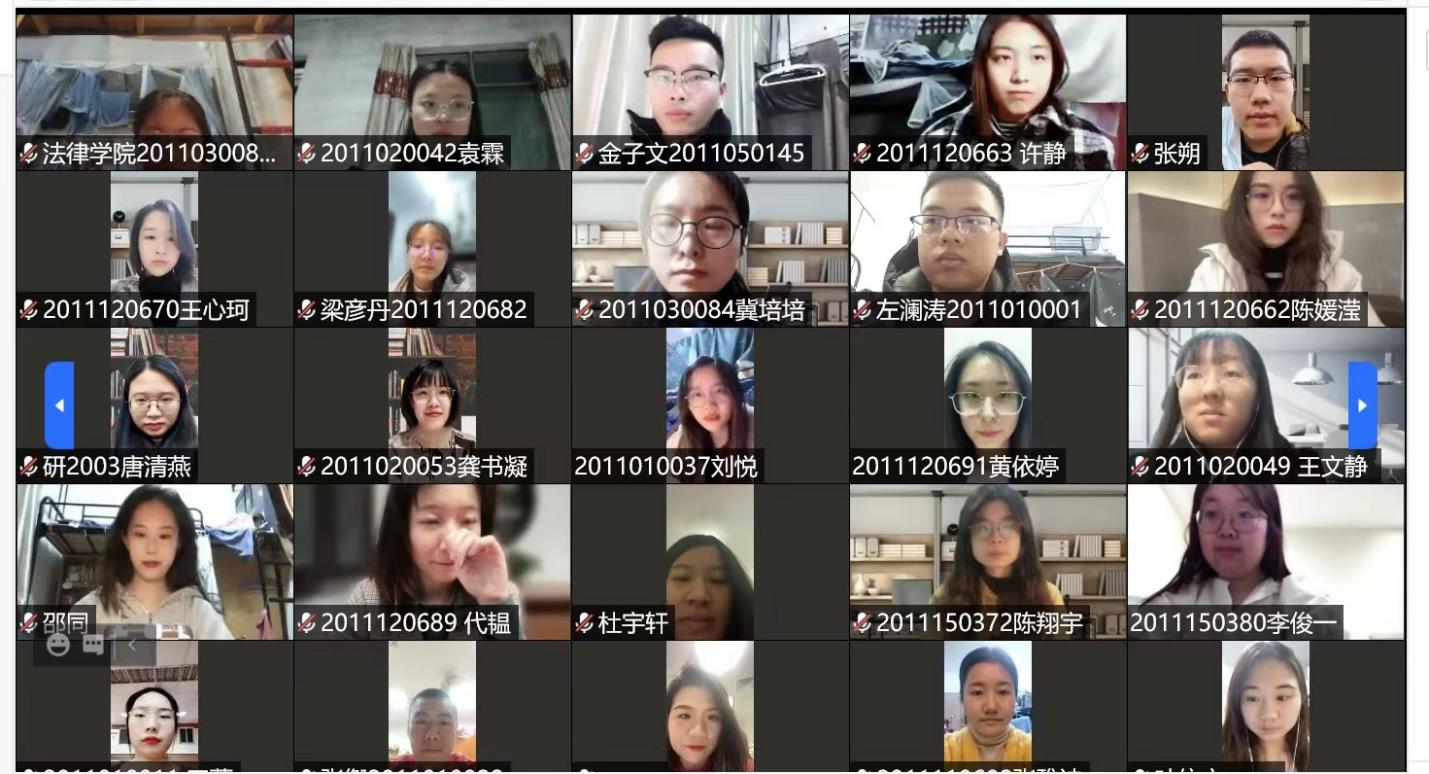 法律学院201103008...
2011020042袁霖
金子文2011050145
2011120663 许静
张朔
2011120670王心珂
梁彦丹2011120682
2011030084冀培培
左澜涛2011010001
2011120662陈媛滢
研2003唐清燕
2011020053龚书凝
2011010037刘悦
2011120691黄依婷
2011020049 王文静
邵同
2011120689 代韫
杜宇轩
2011150372陈翔宇
2011150380李俊一